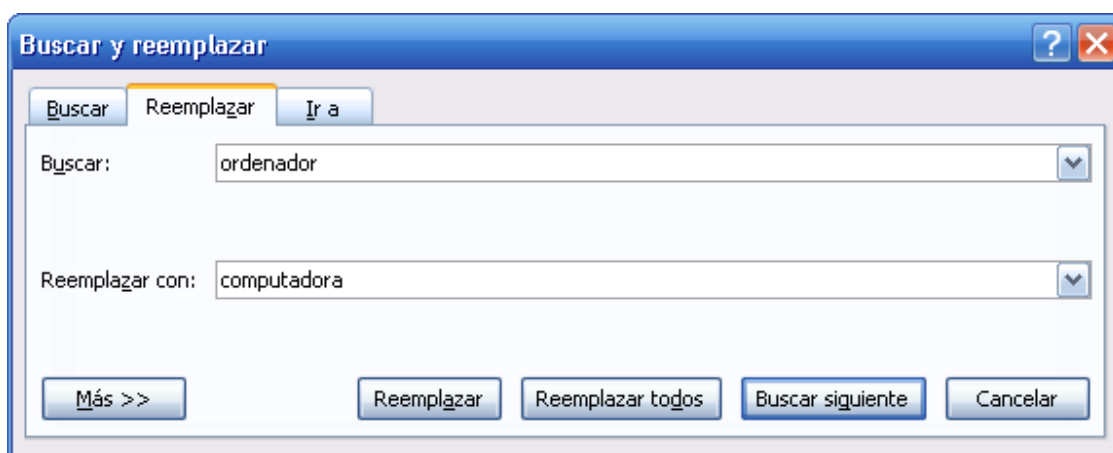 Buscar y reemplazar
Buscar Reemplazar Ir a
Buscar: ordenador
Reemplazar con: computadora
Más >> Reemplazar Reemplazar todos Buscar siguiente Cancelar